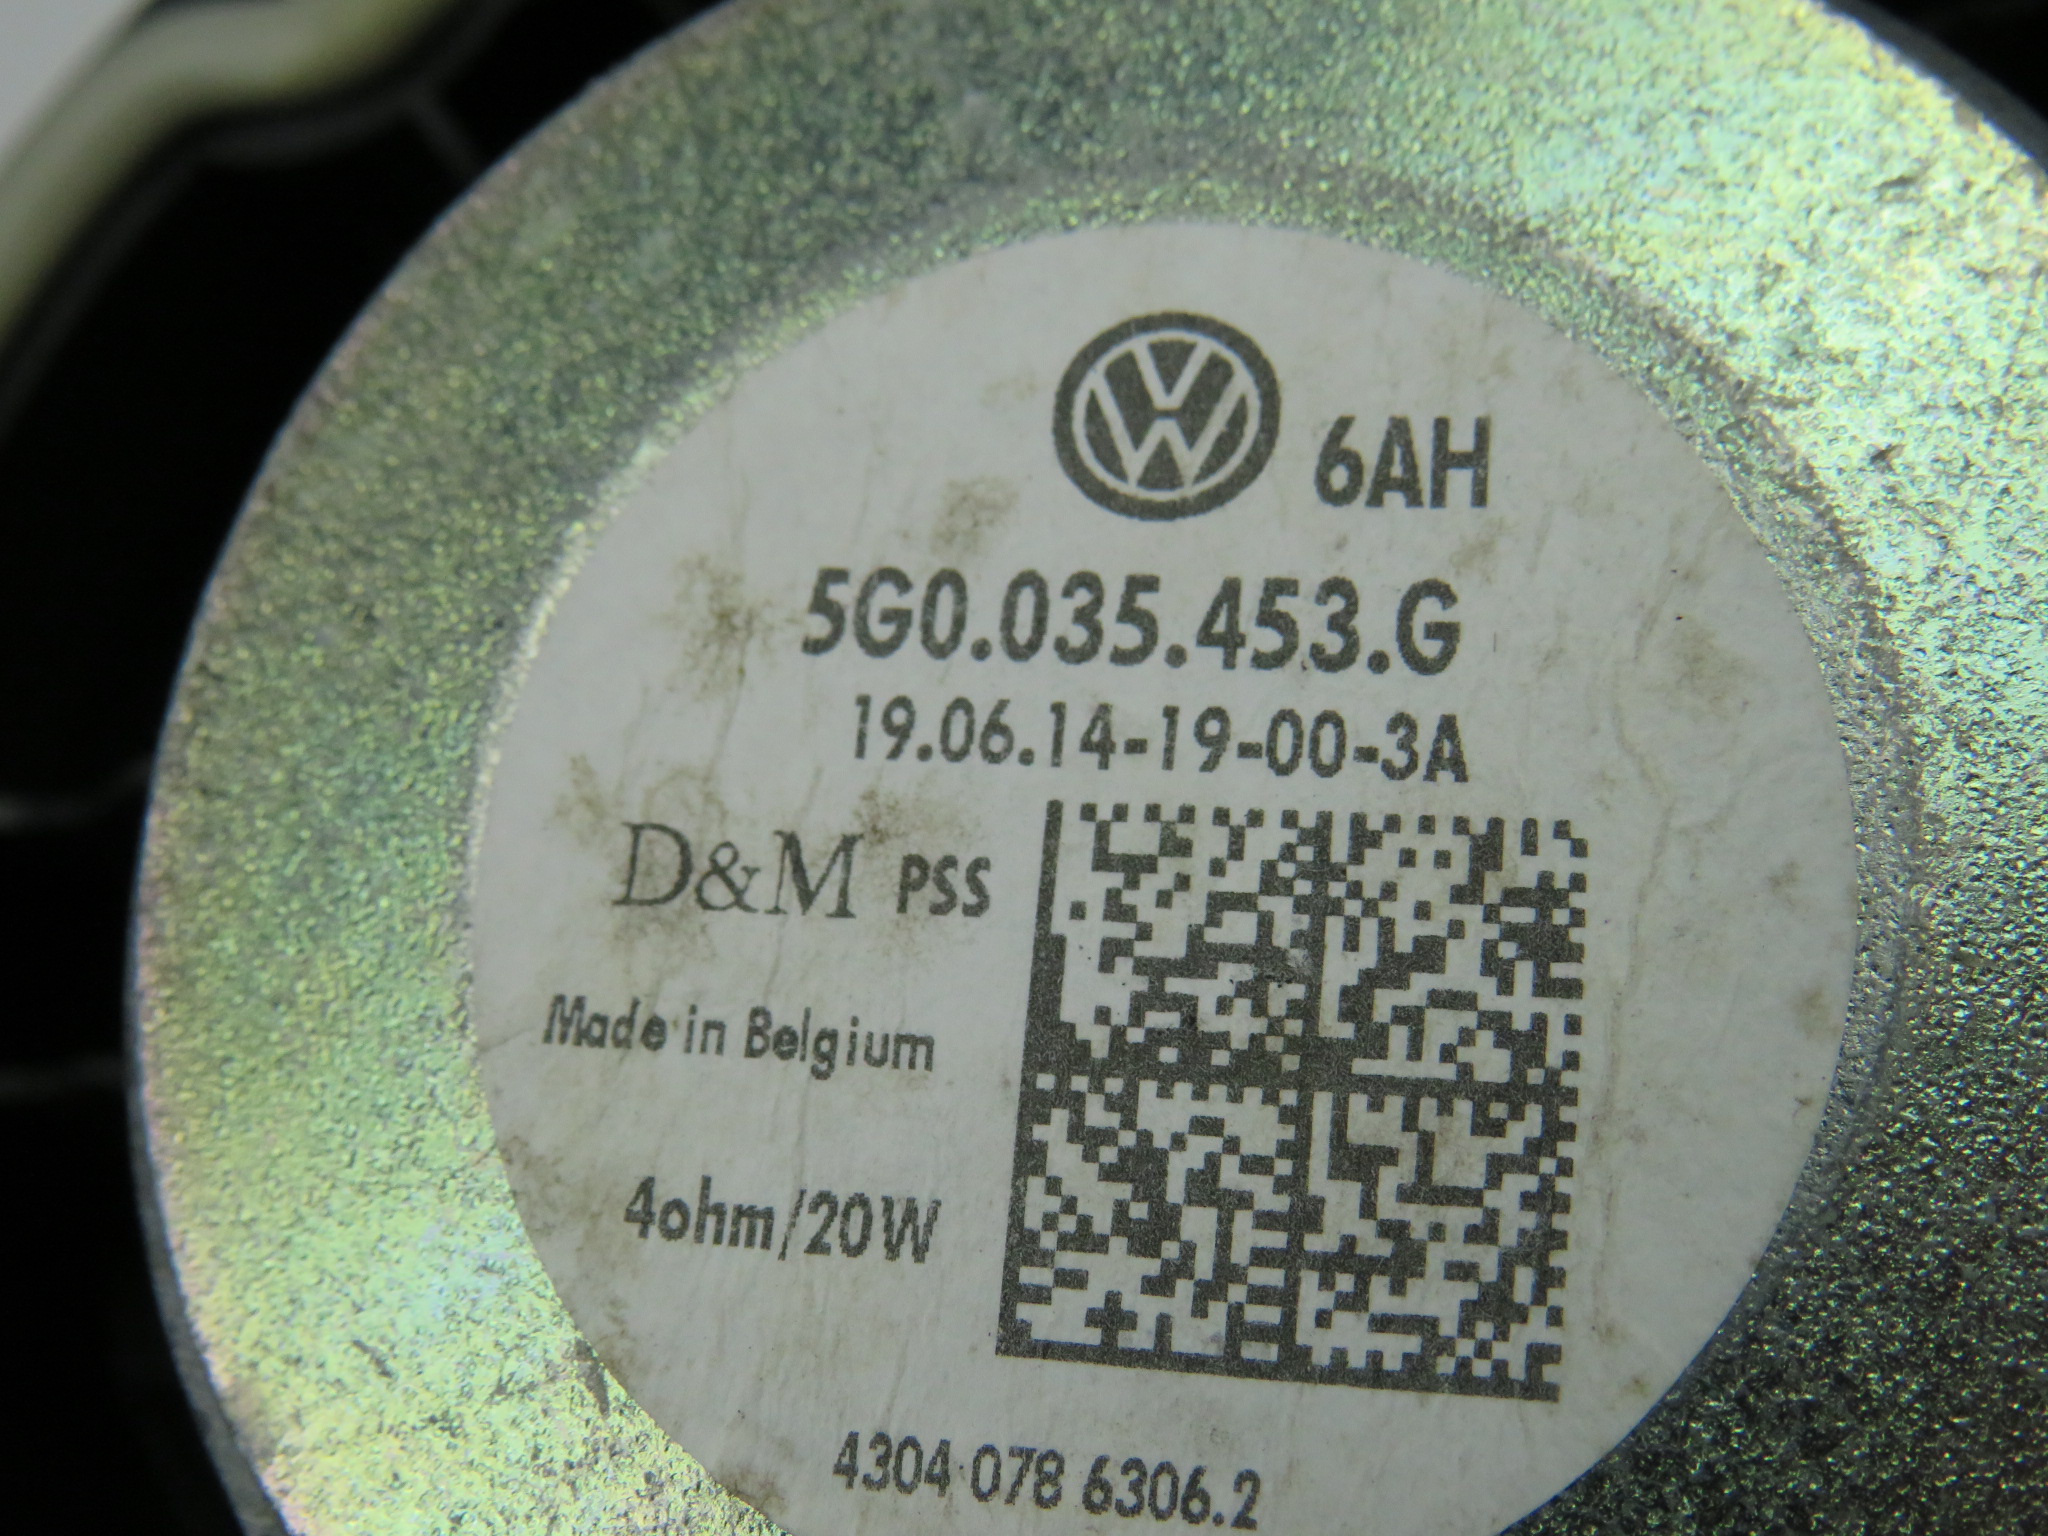 6AH
5G0.035.453.G
19.06.14-19-00-3A
D&M PSS
Made in Belgium
4ohm/20W
4304 078 6306.2